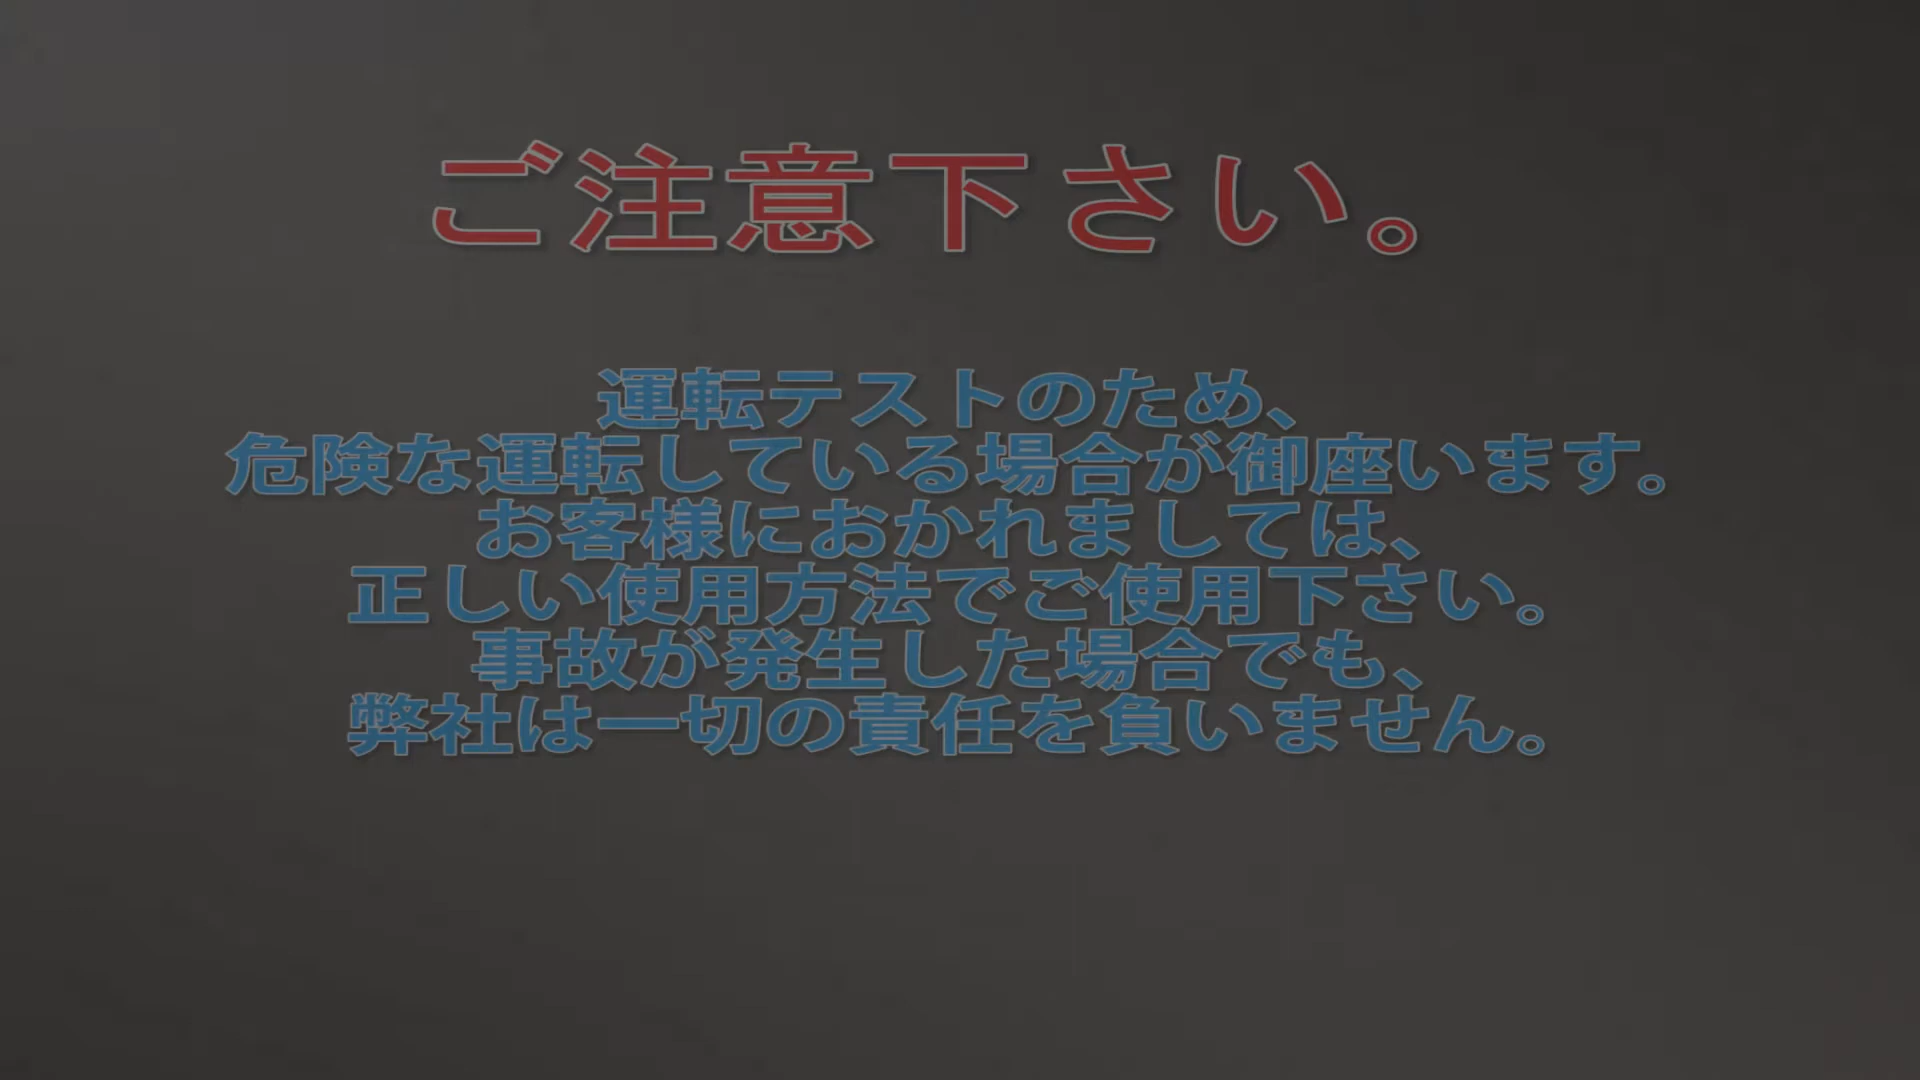 ご注意下さい。
運転テストのため、
危険な運転している場合が御座います。
お客様におかれましては、
正しい使用方法でご使用下さい。
事故が発生した場合でも、
弊社は一切の責任を負いません。